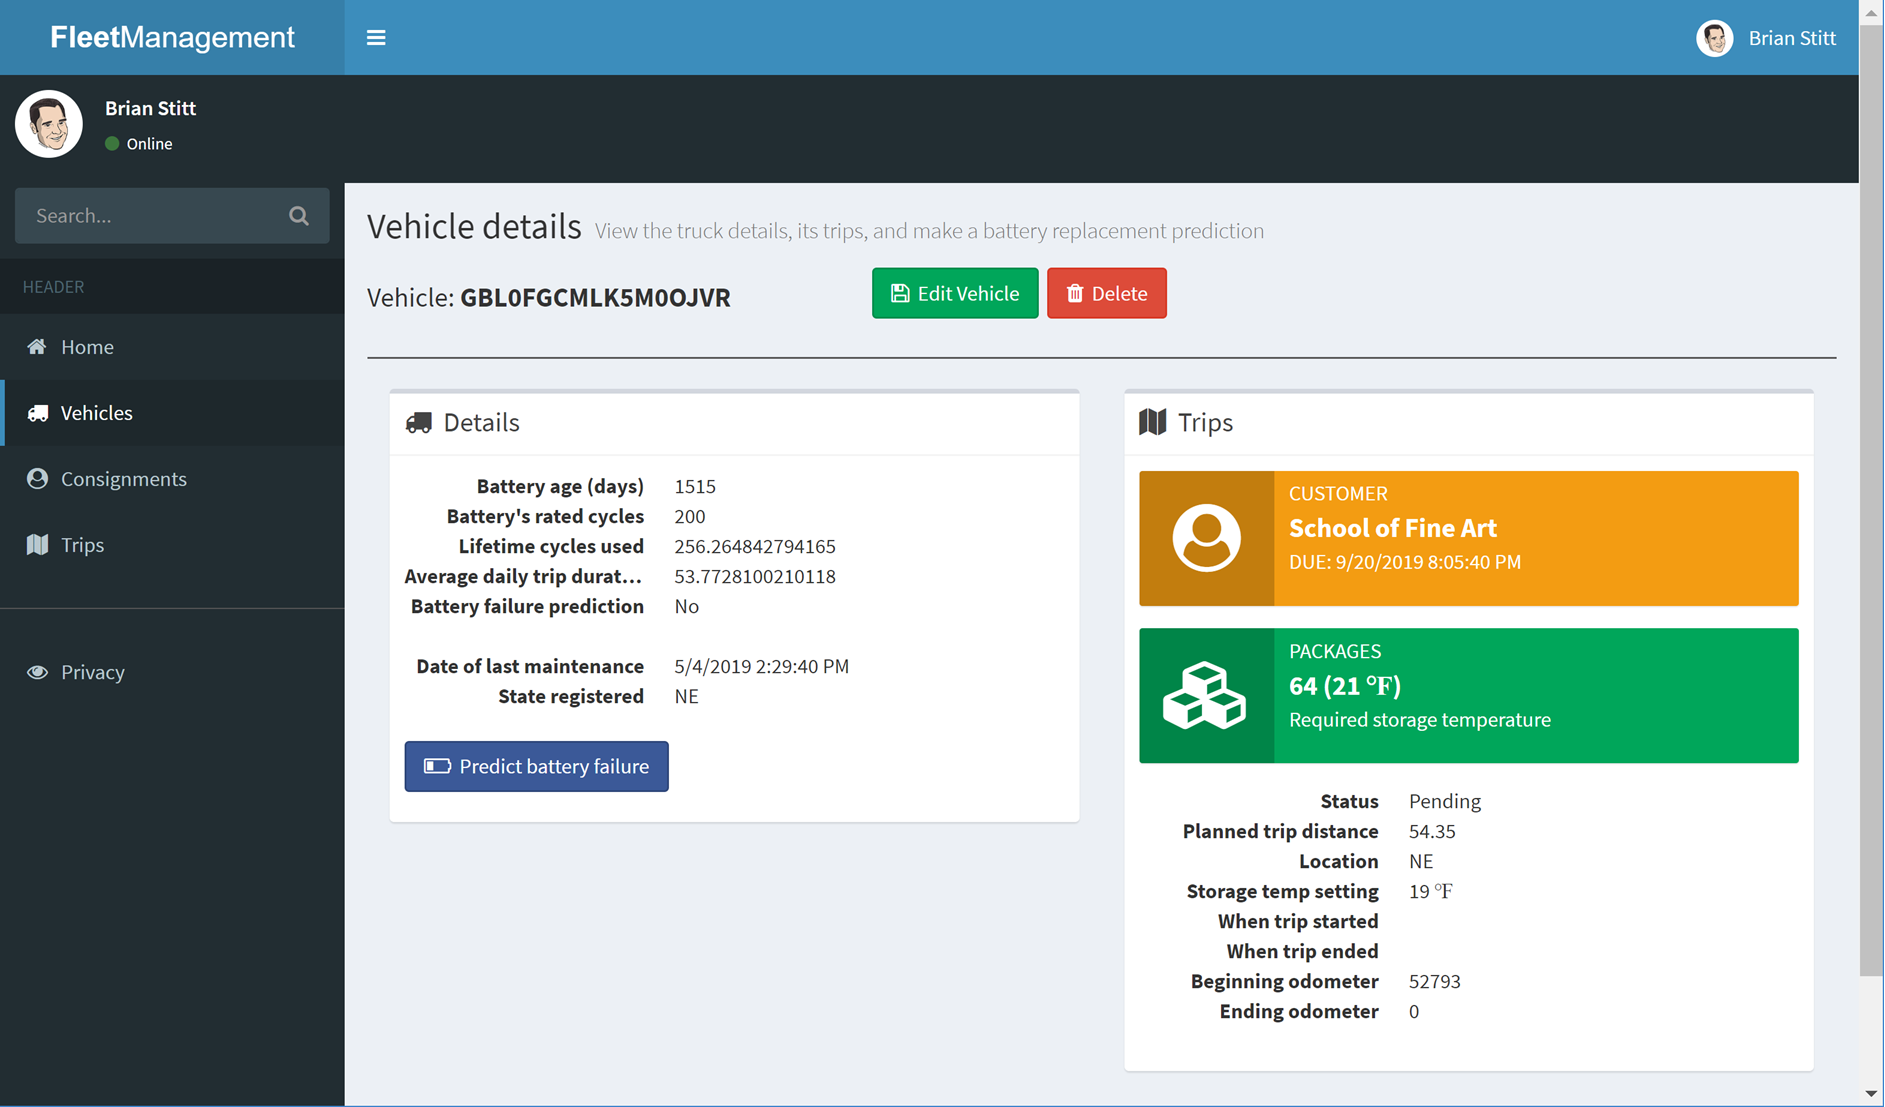 FleetManagement
Brian Stitt
Brian Stitt
Online
Search...
HEADER
Home
Vehicles
Consignments
Trips
Privacy
Vehicle details View the truck details, its trips, and make a battery replacement prediction
Vehicle: GBL0FGCMLK5M0OJVR
Edit Vehicle
Delete
Details
Battery age (days) 1515
Battery's rated cycles 200
Lifetime cycles used 256.264842794165
Average daily trip durat... 53.7728100210118
Battery failure prediction No
Date of last maintenance 5/4/2019 2:29:40 PM
State registered NE
Predict battery failure
Trips
CUSTOMER
School of Fine Art
DUE: 9/20/2019 8:05:40 PM
PACKAGES
64 (21 °F)
Required storage temperature
Status Pending
Planned trip distance 54.35
Location NE
Storage temp setting 19 °F
When trip started
When trip ended
Beginning odometer 52793
Ending odometer 0